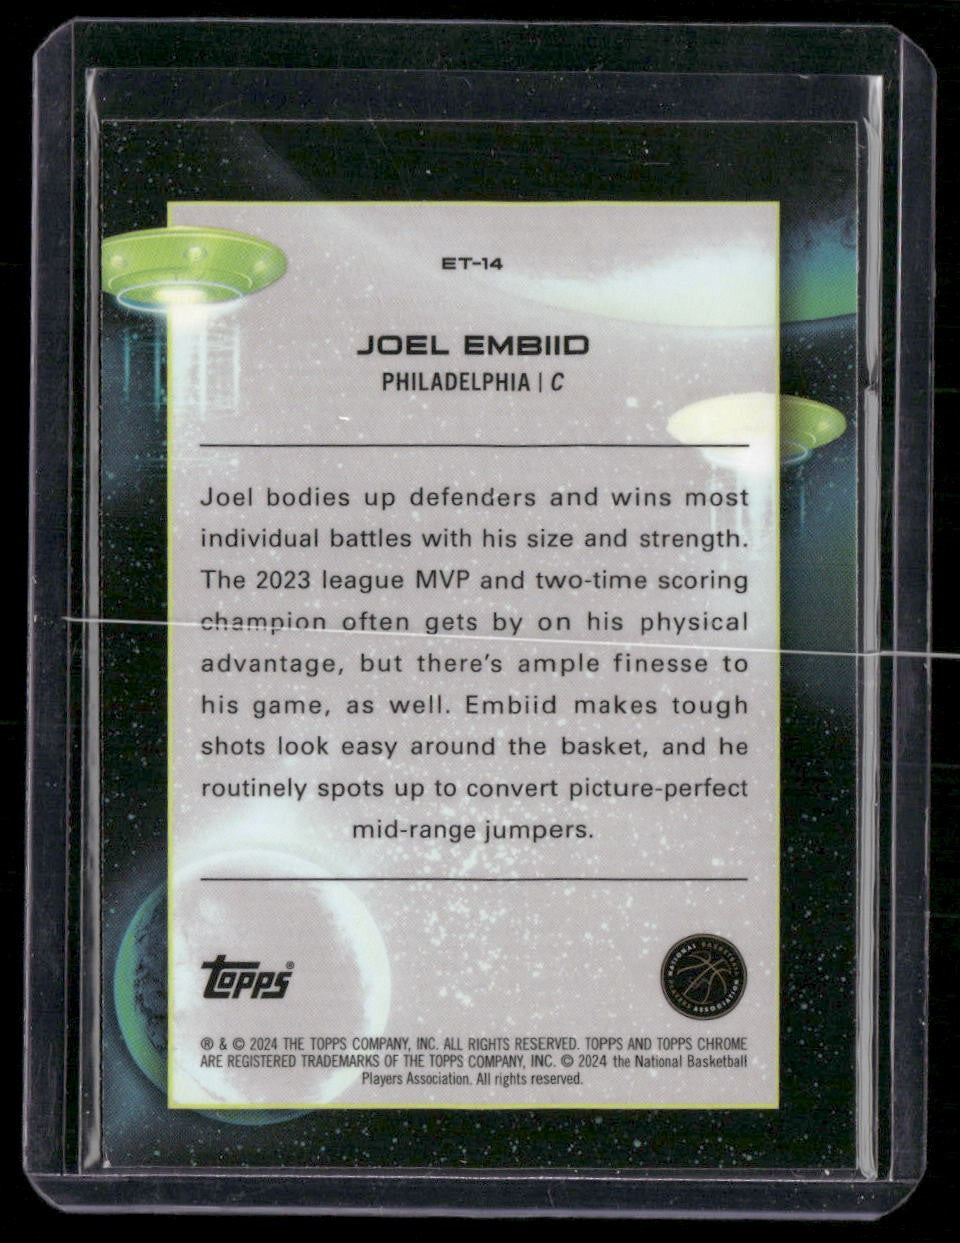 ET-14
JOEL EMBIID
PHILADELPHIA | C
Joel bodies up defenders and wins most
individual battles with his size and strength.
The 2023 league MVP and two-time scoring
champion often gets by on his physical
advantage, but there's ample finesse to
his game, as well. Embiid makes tough
shots look easy around the basket, and he
routinely spots up to convert picture-perfect
mid-range jumpers.
Topps®
NATIONAL BASKETBALL
PLAYERS ASSOCIATION
® & © 2024 THE TOPPS COMPANY, INC. ALL RIGHTS RESERVED. TOPPS AND TOPPS CHROME
ARE REGISTERED TRADEMARKS OF THE TOPPS COMPANY, INC. © 2024 the National Basketball
Players Association. All rights reserved.